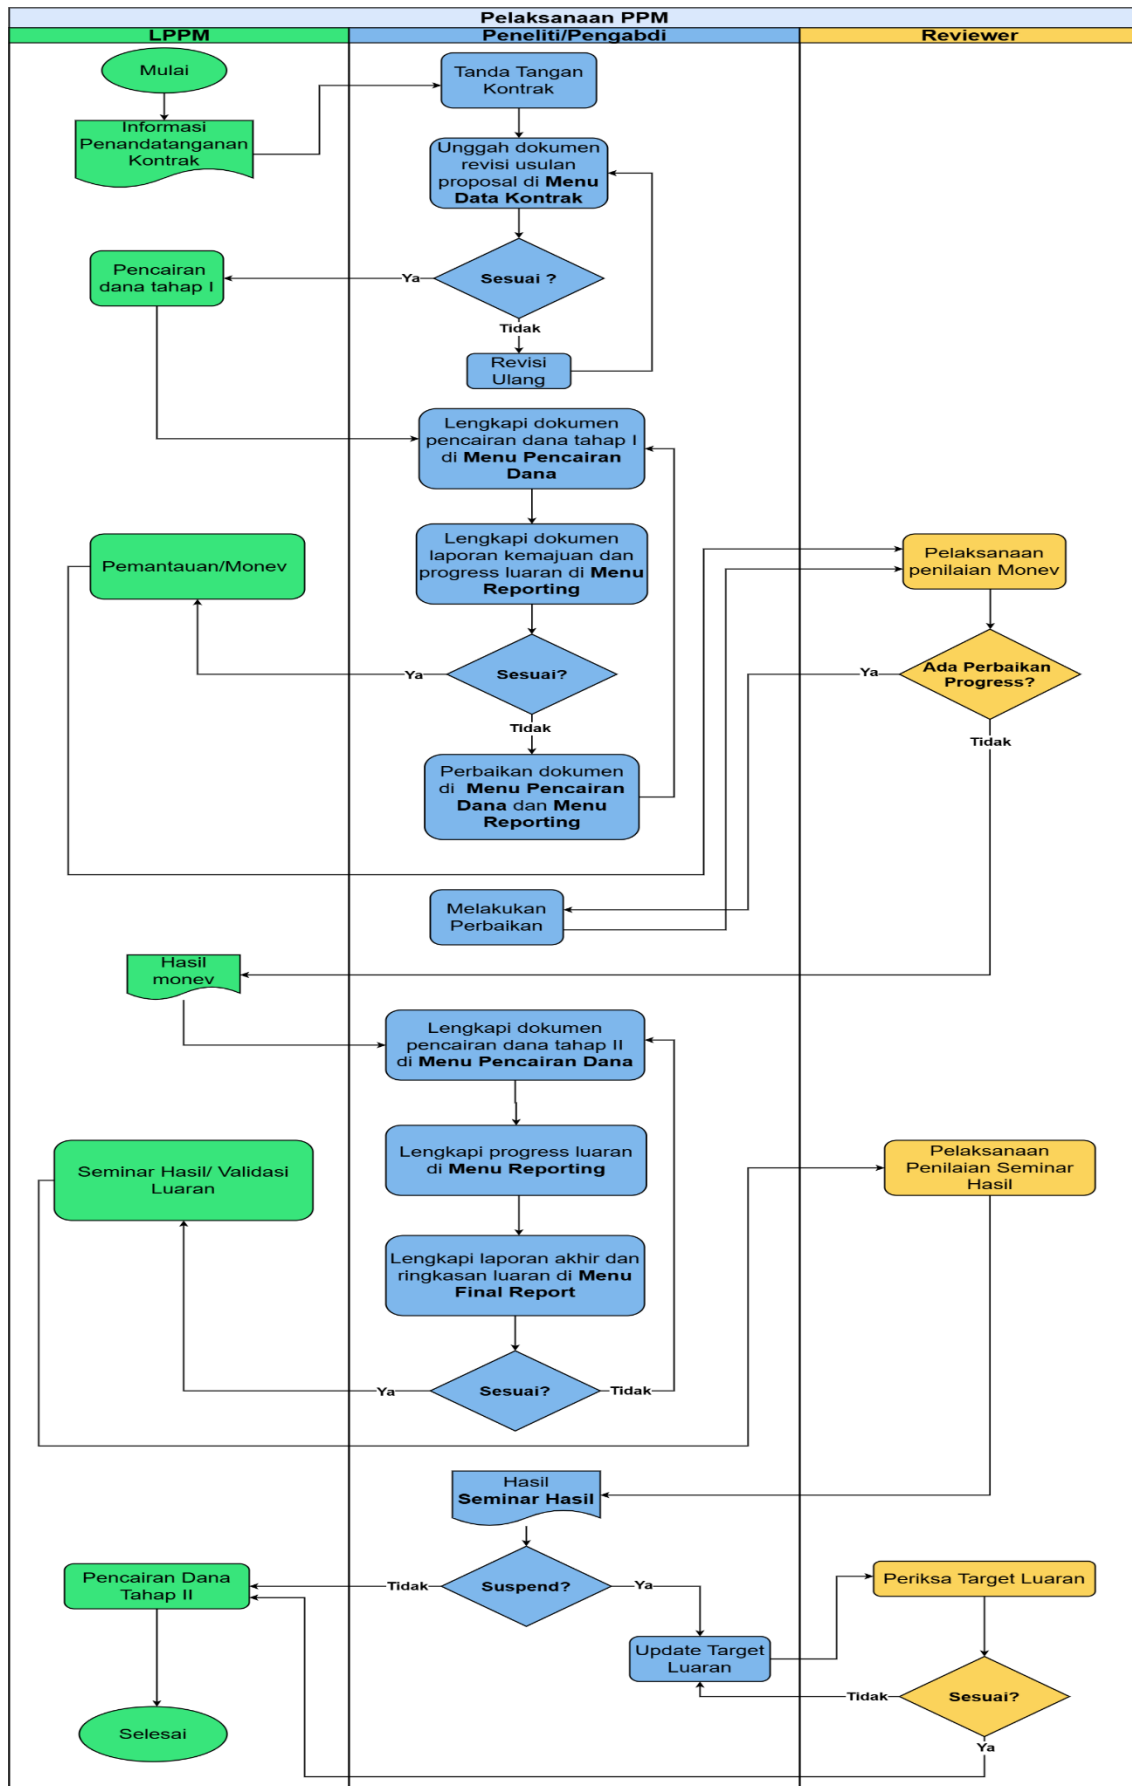 Pelaksanaan PPM
LPPM
Peneliti/Pengabdi
Reviewer
Mulai
Tanda Tangan
Kontrak
Informasi
Penandatanganan
Kontrak
Unggah dokumen
revisi usulan
proposal di Menu
Data Kontrak
Pencairan
dana tahap I
Ya
Sesuai ?
Tidak
Revisi
Ulang
Lengkapi dokumen
pencairan dana tahap I
di Menu Pencairan
Dana
Pemantauan/Monev
Lengkapi dokumen
laporan kemajuan dan
progress luaran di Menu
Reporting
Pelaksanaan
penilaian Monev
Ya
Sesuai?
Tidak
Ya
Ada Perbaikan
Progress?
Tidak
Perbaikan dokumen
di Menu Pencairan
Dana dan Menu
Reporting
Melakukan
Perbaikan
Hasil
monev
Lengkapi dokumen
pencairan dana tahap II
di Menu Pencairan Dana
Lengkapi progress luaran
di Menu Reporting
Seminar Hasil/ Validasi
Luaran
Pelaksanaan
Penilaian Seminar
Hasil
Lengkapi laporan akhir dan
ringkasan luaran di Menu
Final Report
Ya
Sesuai?
Tidak
Hasil
Seminar Hasil
Pencairan Dana
Tahap II
Tidak
Suspend?
Ya
Periksa Target Luaran
Update Target
Luaran
Tidak
Sesuai?
Ya
Selesai